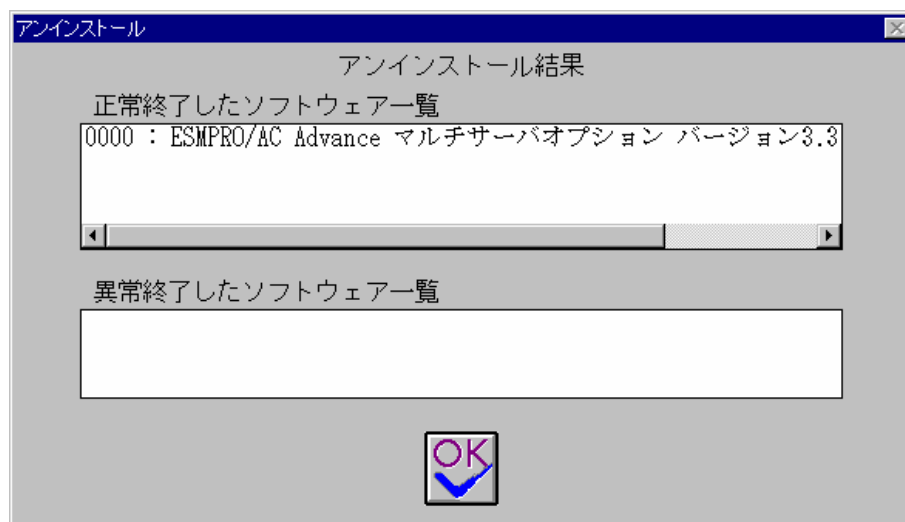 アンインストール
アンインストール結果
正常終了したソフトウェア一覧
0000 : ESMPRO/AC Advance マルチサーバオプション バージョン3.3
異常終了したソフトウェア一覧
OK